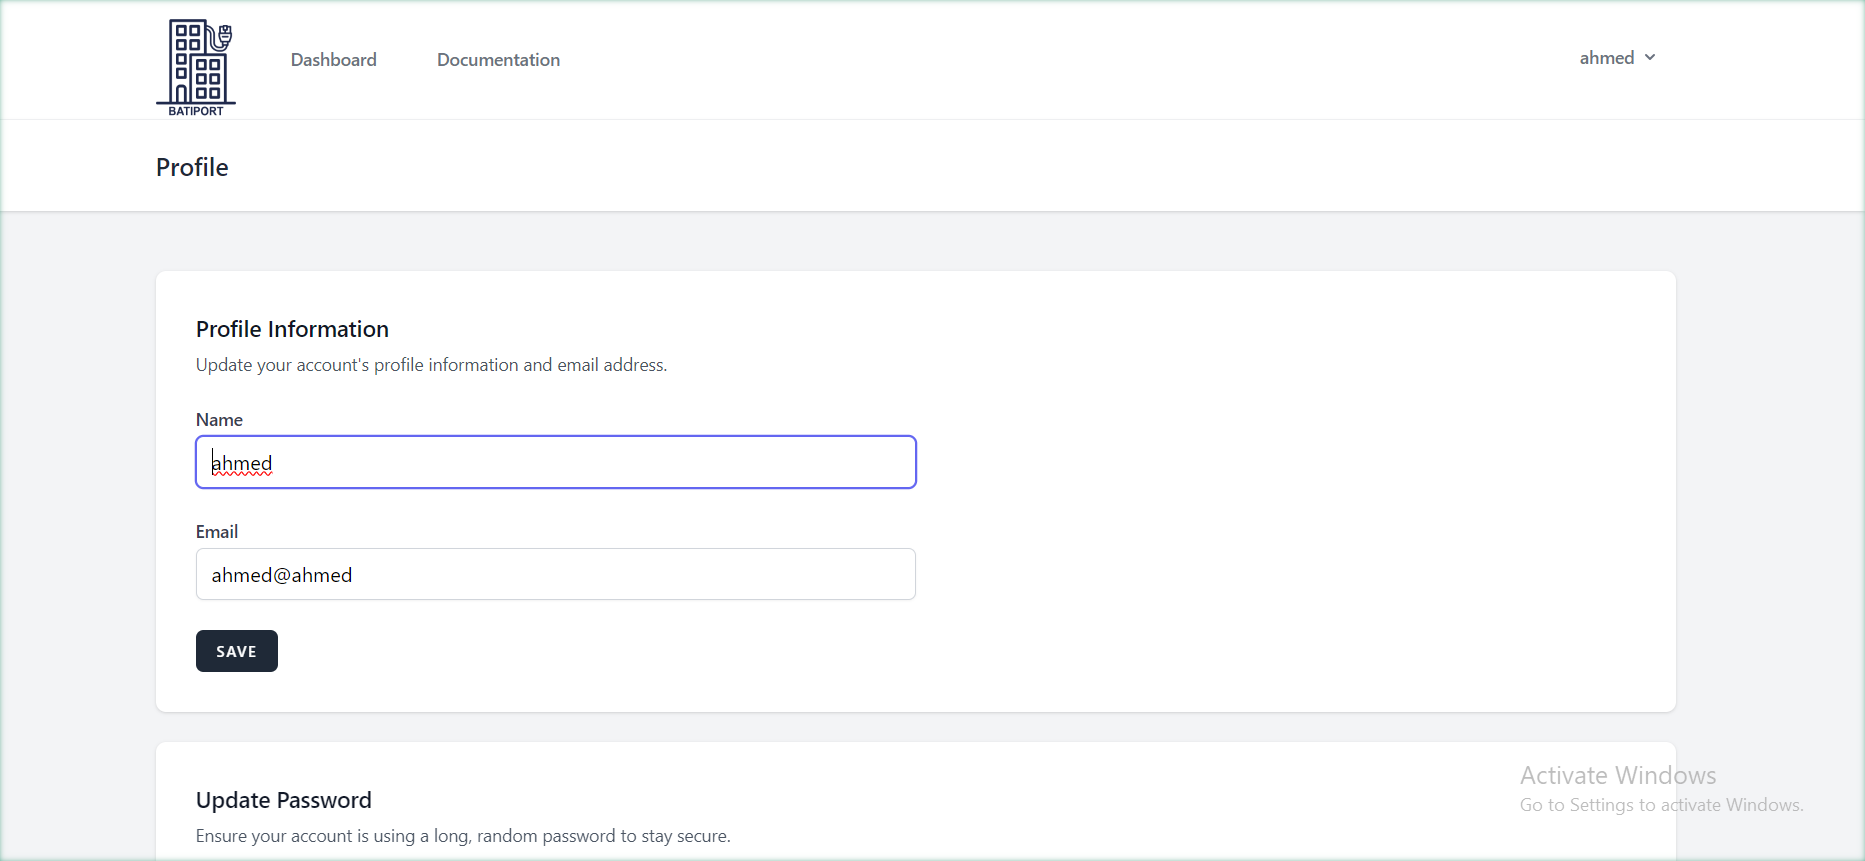 BATIPORT
Dashboard
Documentation
ahmed
Profile
Profile Information
Update your account's profile information and email address.
Name
ahmed
Email
ahmed@ahmed
SAVE
Update Password
Ensure your account is using a long, random password to stay secure.
Activate Windows
Go to Settings to activate Windows.